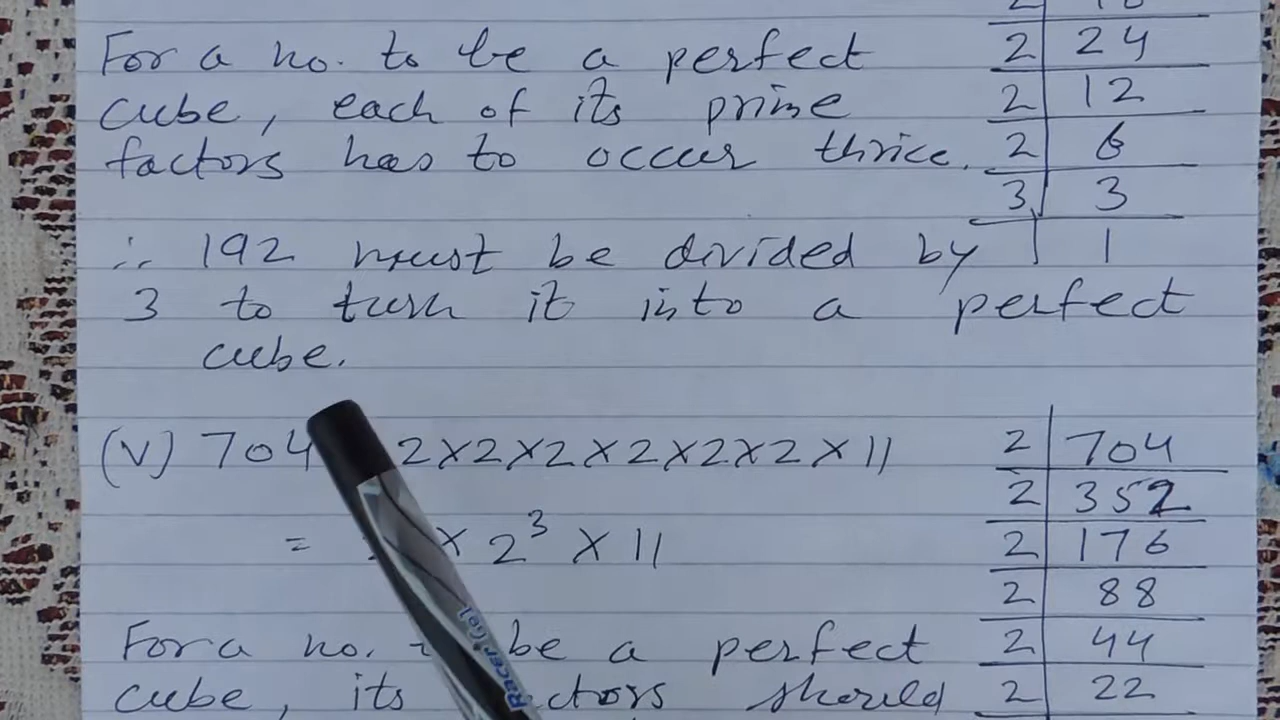 For a no. to be a perfect
cube, each of its prime
factors has to occur thrice.
2 24
2 12
2 6
3 3
1
∴ 192 must be divided by
3 to turn it into a perfect
cube.
(V) 704 2×2×2×2×2×2×11
= × 2³ × 11
2 704
2 352
2 176
2 88
2 44
2 22
For a no. be a perfect
cube, its should
Racer Gel